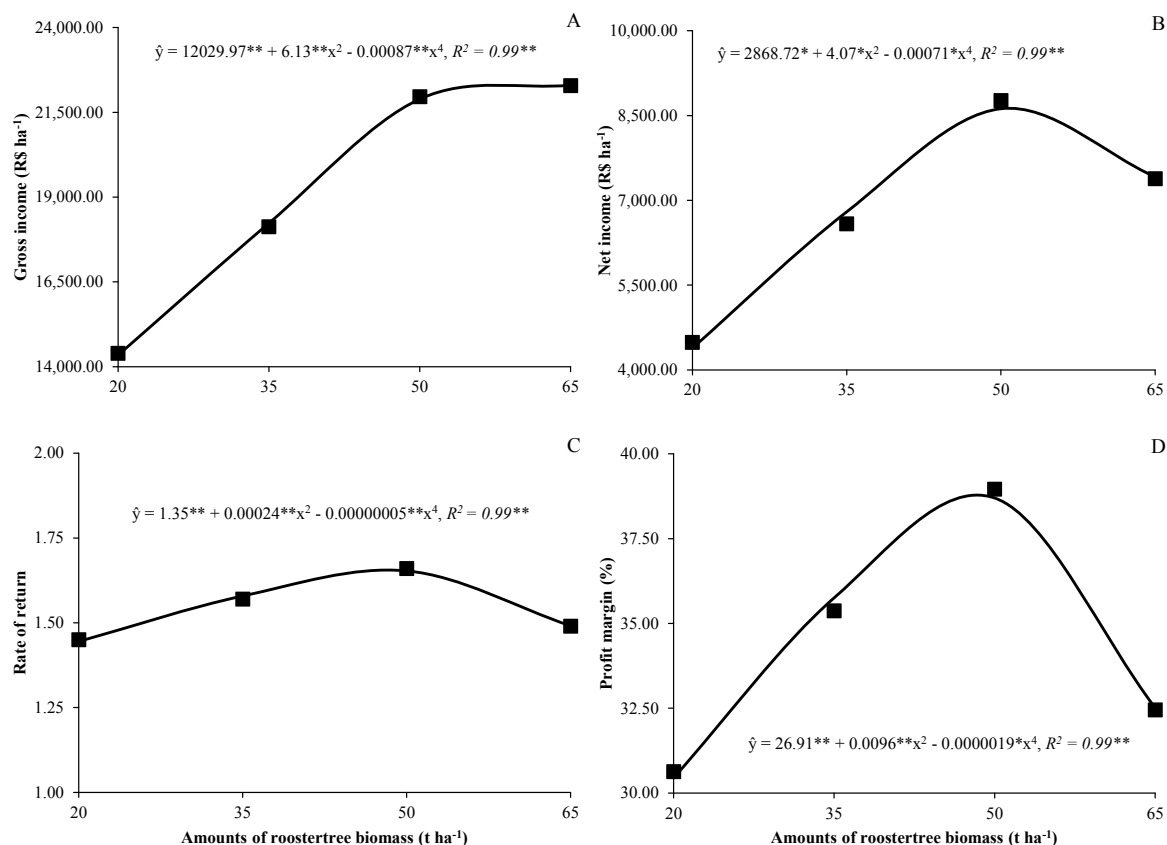 A
ŷ = 12029.97** + 6.13**x² - 0.00087**x⁴, R² = 0.99**
24,000.00
21,500.00
19,000.00
16,500.00
14,000.00
Gross income (R$ ha⁻¹)
20 35 50 65
B
ŷ = 2868.72* + 4.07*x² - 0.00071*x⁴, R² = 0.99**
10,000.00
8,500.00
7,000.00
5,500.00
4,000.00
Net income (R$ ha⁻¹)
20 35 50 65
C
ŷ = 1.35** + 0.00024**x² - 0.00000005**x⁴, R² = 0.99**
2.00
1.75
1.50
1.25
1.00
Rate of return
20 35 50 65
Amounts of roostertree biomass (t ha⁻¹)
D
40.00
37.50
35.00
32.50
30.00
Profit margin (%)
ŷ = 26.91** + 0.0096**x² - 0.0000019*x⁴, R² = 0.99**
20 35 50 65
Amounts of roostertree biomass (t ha⁻¹)